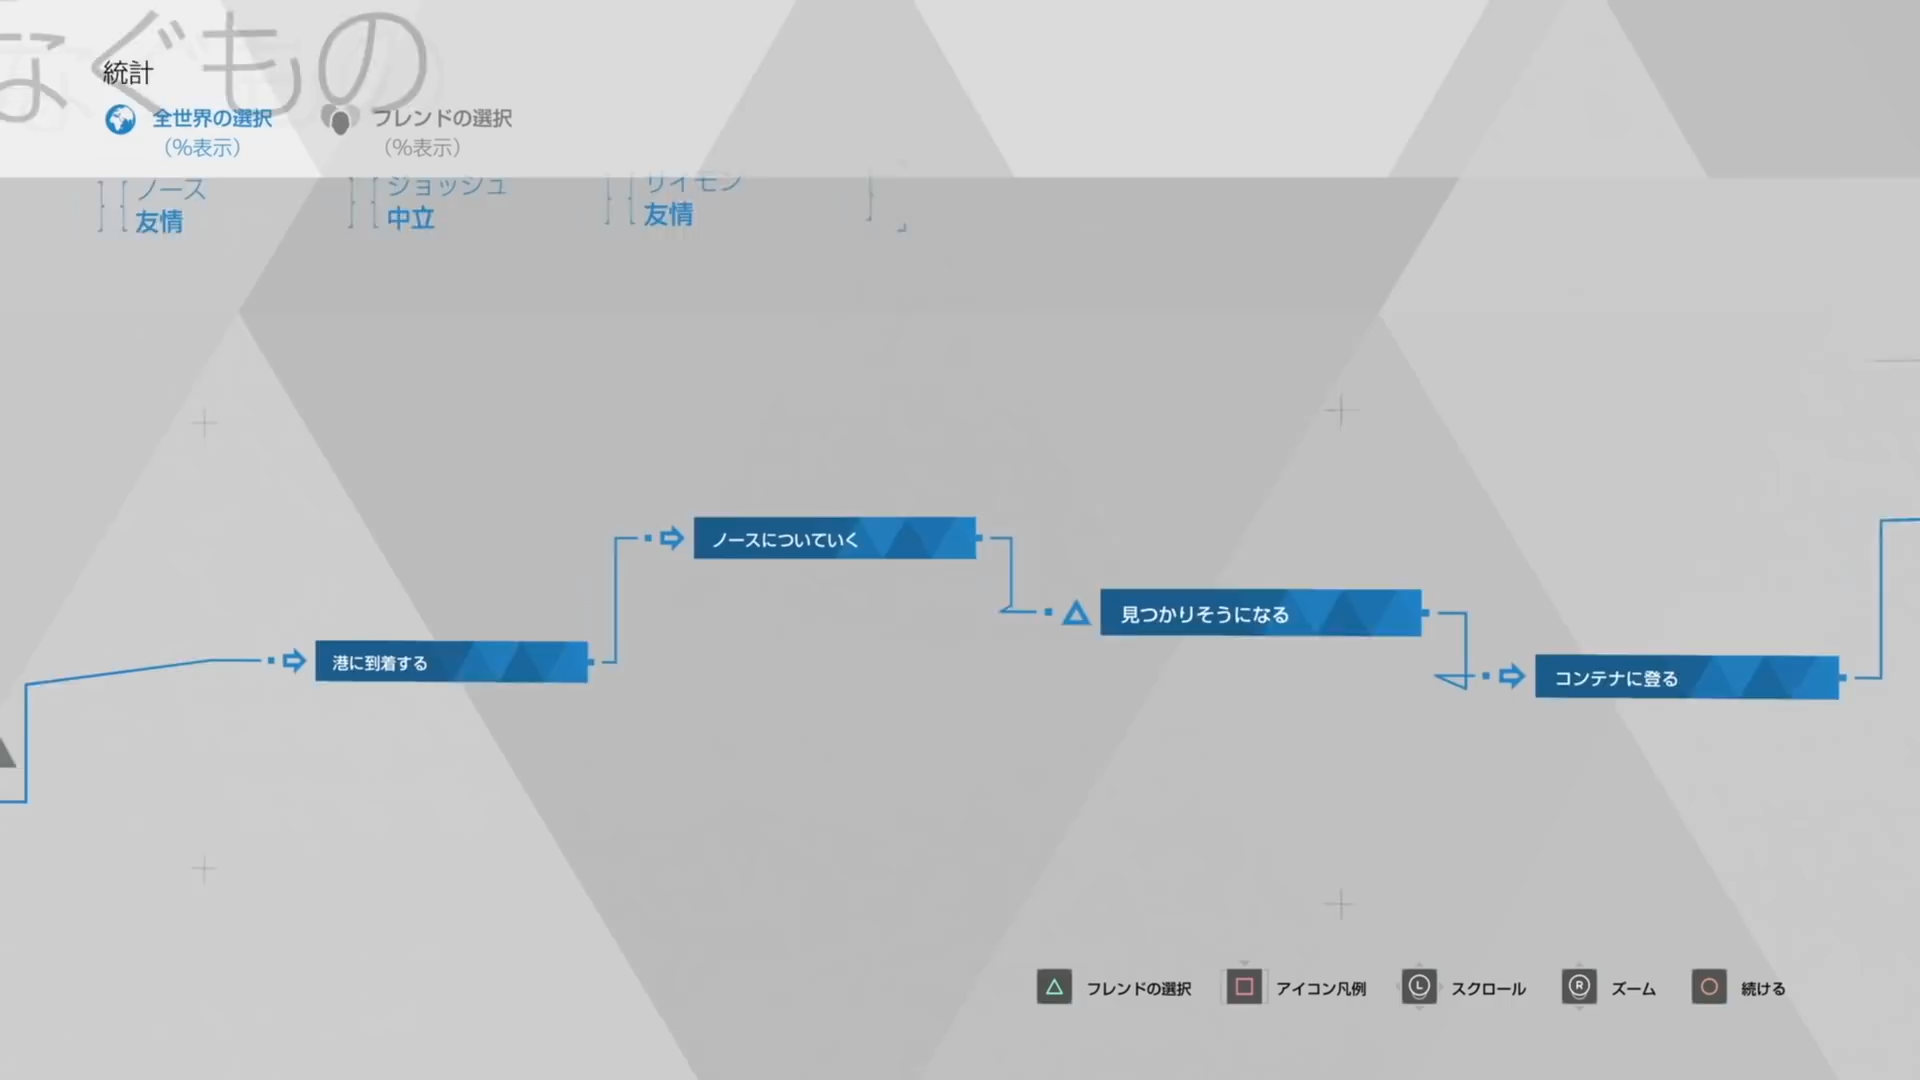 なぐもの
統計
全世界の選択
(%表示)
フレンドの選択
(%表示)
ノース
友情
ジョッシュ
中立
サイモン
友情
ノースについていく
見つかりそうになる
港に到着する
コンテナに登る
フレンドの選択
アイコン凡例
L
スクロール
R
ズーム
続ける